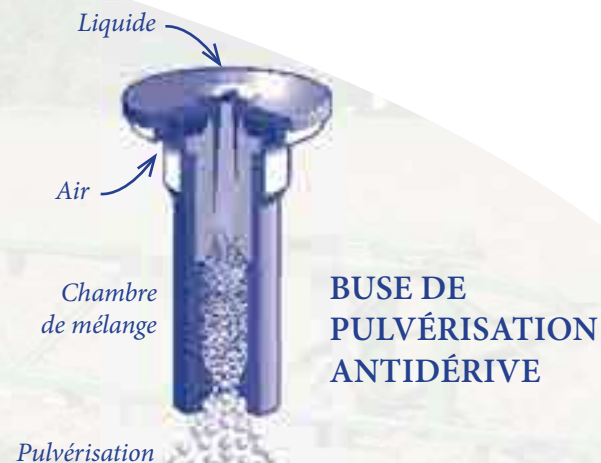 Liquide
Air
Chambre
de mélange
BUSE DE
PULVÉRISATION
ANTIDÉRIVE
Pulvérisation